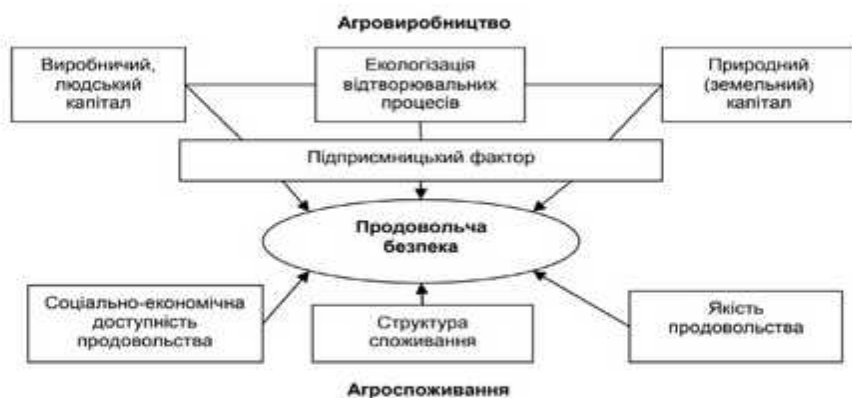 Агровиробництво
Виробничий,
людський
капітал
Екологізація
відтворювальних
процесів
Природний
(земельний)
капітал
Підприємницький фактор
Продовольча
безпека
Соціально-економічна
доступність
продовольства
Структура
споживання
Якість
продовольства
Агроспоживання